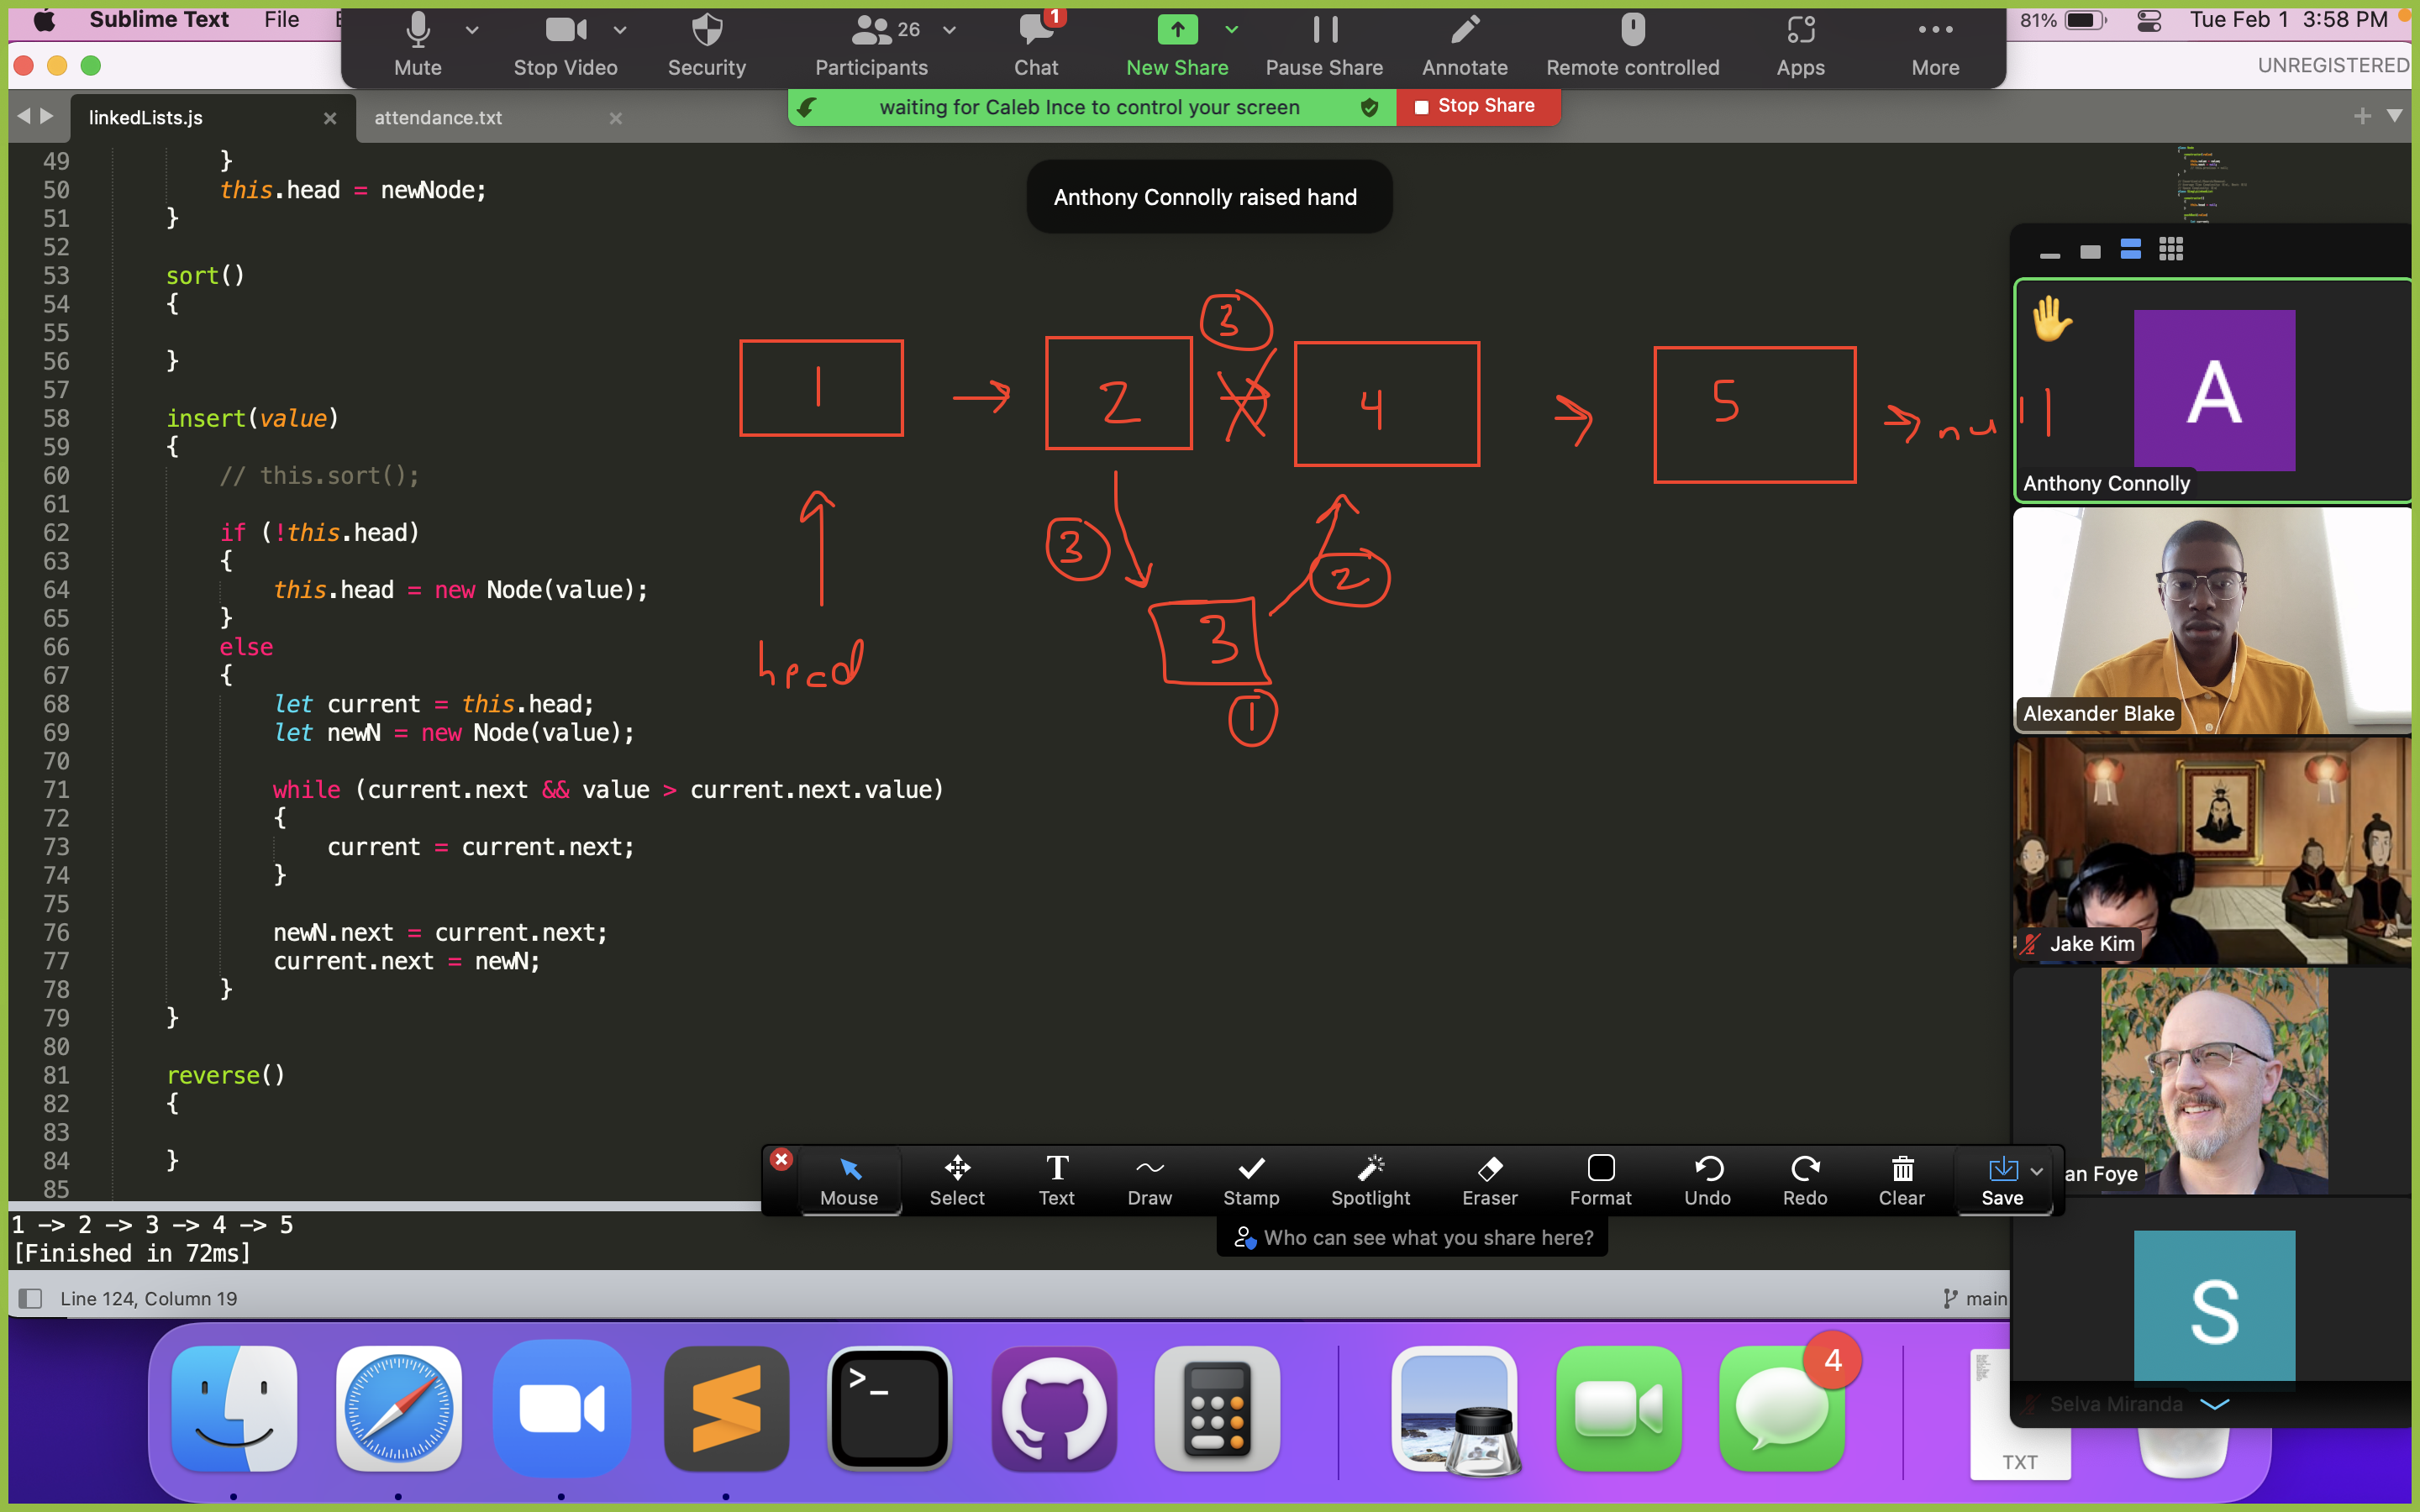 Sublime Text File
81% Tue Feb 1 3:58 PM
Mute Stop Video Security 26 Participants 1 Chat New Share Pause Share Annotate Remote controlled Apps More
UNREGISTERED
waiting for Caleb Ince to control your screen Stop Share
linkedLists.js attendance.txt
Anthony Connolly raised hand
49 }
50 this.head = newNode;
51 }
52
53 sort()
54 {
55
56 }
57
58 insert(value)
59 {
60 // this.sort();
61
62 if (!this.head)
63 {
64 this.head = new Node(value);
65 }
66 else
67 {
68 let current = this.head;
69 let newN = new Node(value);
70
71 while (current.next && value > current.next.value)
72 {
73 current = current.next;
74 }
75
76 newN.next = current.next;
77 current.next = newN;
78 }
79 }
80
81 reverse()
82 {
83
84 }
85
3
1 → 2 4 → 5 → null
3 2
3
1
head
A
Anthony Connolly
Alexander Blake
Jake Kim
an Foye
S
Selva Miranda
Mouse Select Text Draw Stamp Spotlight Eraser Format Undo Redo Clear Save
Who can see what you share here?
1 -> 2 -> 3 -> 4 -> 5
[Finished in 72ms]
Line 124, Column 19
main
>_
4
TXT